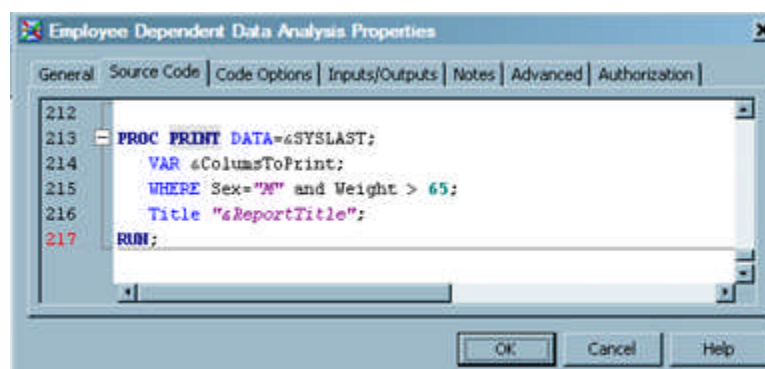 Employee Dependent Data Analysis Properties
General Source Code Code Options Inputs/Outputs Notes Advanced Authorization
212
213 PROC PRINT DATA=&SYSLAST;
214 VAR &ColumsToPrint;
215 WHERE Sex="M" and Weight > 65;
216 Title "&ReportTitle";
217 RUN;
OK Cancel Help